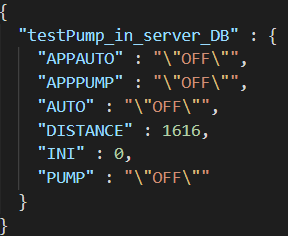 {
"testPump_in_server_DB" : {
"APPAUTO" : "\"OFF\"",
"APPPUMP" : "\"OFF\"",
"AUTO" : "\"OFF\"",
"DISTANCE" : 1616,
"INI" : 0,
"PUMP" : "\"OFF\""
}
}